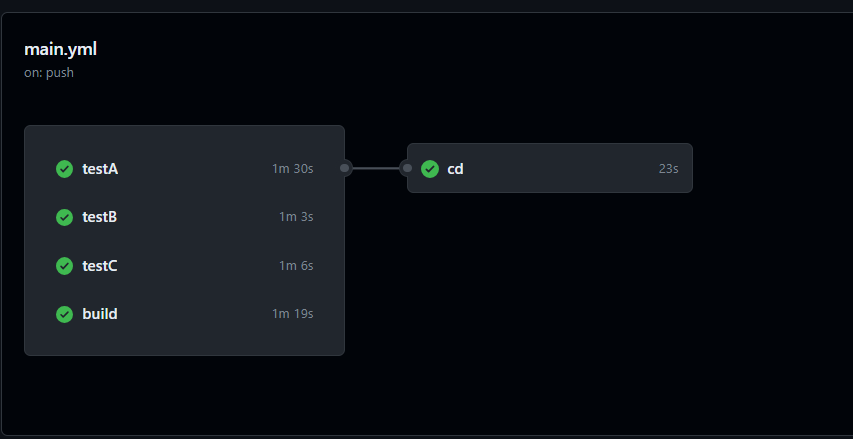 main.yml
on: push
testA 1m 30s
testB 1m 3s
testC 1m 6s
build 1m 19s
cd 23s